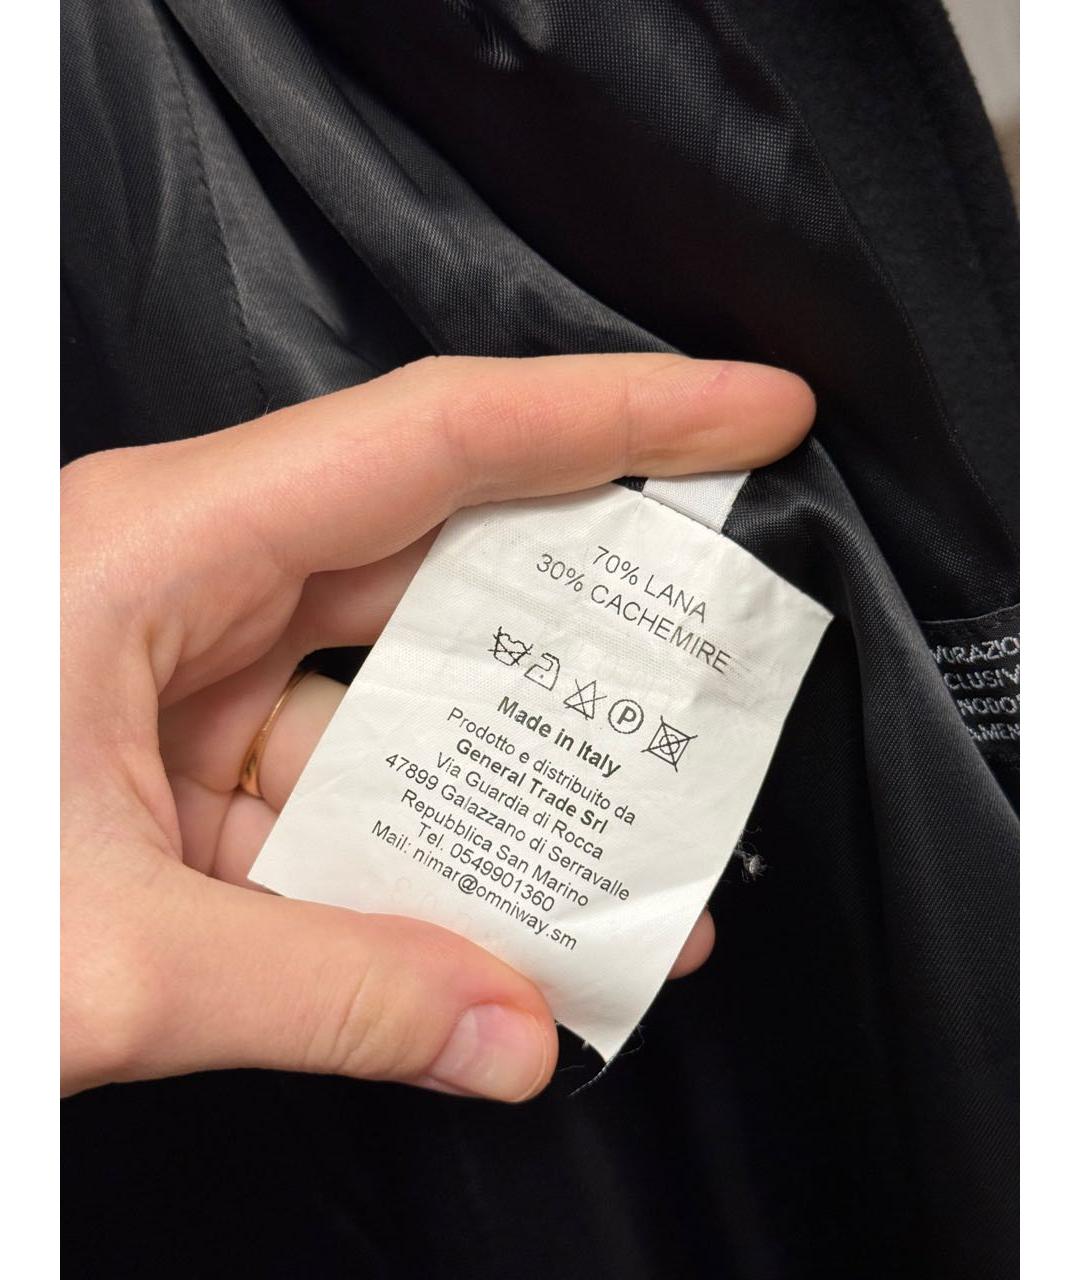 70% LANA
30% CACHEMIRE
P
Made in Italy
Prodotto e distribuito da
General Trade Srl
Via Guardia di Rocca
47899 Galazzano di Serravalle
Repubblica San Marino
Tel. 0549901360
Mail: nimar@omniway.sm